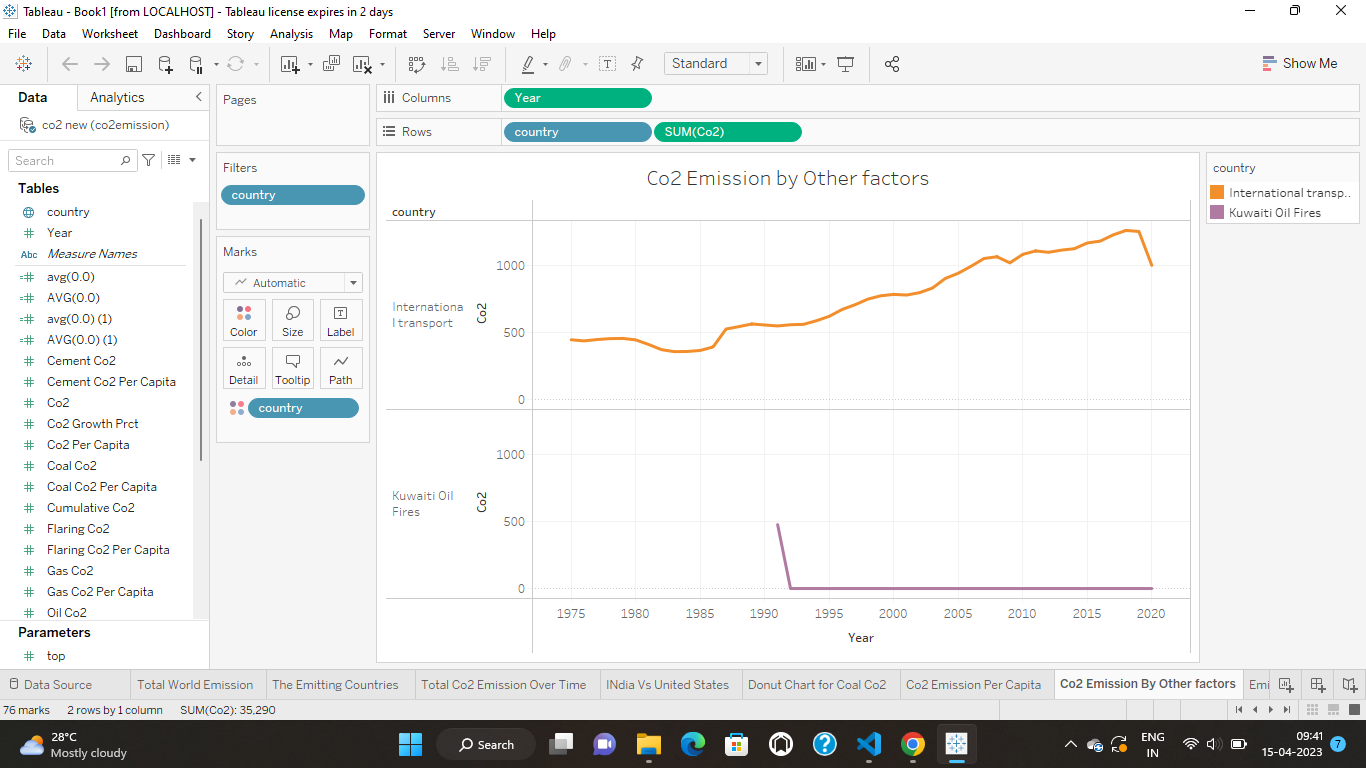 Tableau - Book1 [from LOCALHOST] - Tableau license expires in 2 days
File Data Worksheet Dashboard Story Analysis Map Format Server Window Help
Standard
Show Me
Data Analytics
co2 new (co2emission)
Search
Tables
country
Year
Abc Measure Names
avg(0.0)
AVG(0.0)
avg(0.0) (1)
AVG(0.0) (1)
Cement Co2
Cement Co2 Per Capita
Co2
Co2 Growth Prct
Co2 Per Capita
Coal Co2
Coal Co2 Per Capita
Cumulative Co2
Flaring Co2
Flaring Co2 Per Capita
Gas Co2
Gas Co2 Per Capita
Oil Co2
Parameters
top
Pages
Filters
country
Marks
Automatic
Color Size Label
Detail Tooltip Path
country
Columns Year
Rows country SUM(Co2)
Co2 Emission by Other factors
country
Internationa
l transport
Co2
1000
500
0
Kuwaiti Oil
Fires
Co2
1000
500
0
1975 1980 1985 1990 1995 2000 2005 2010 2015 2020
Year
country
International transp..
Kuwaiti Oil Fires
Data Source Total World Emission The Emitting Countries Total Co2 Emission Over Time INdia Vs United States Donut Chart for Coal Co2 Co2 Emission Per Capita Co2 Emission By Other factors Emi
76 marks 2 rows by 1 column SUM(Co2): 35,290
28°C
Mostly cloudy
Search
ENG
IN
09:41
15-04-2023
7